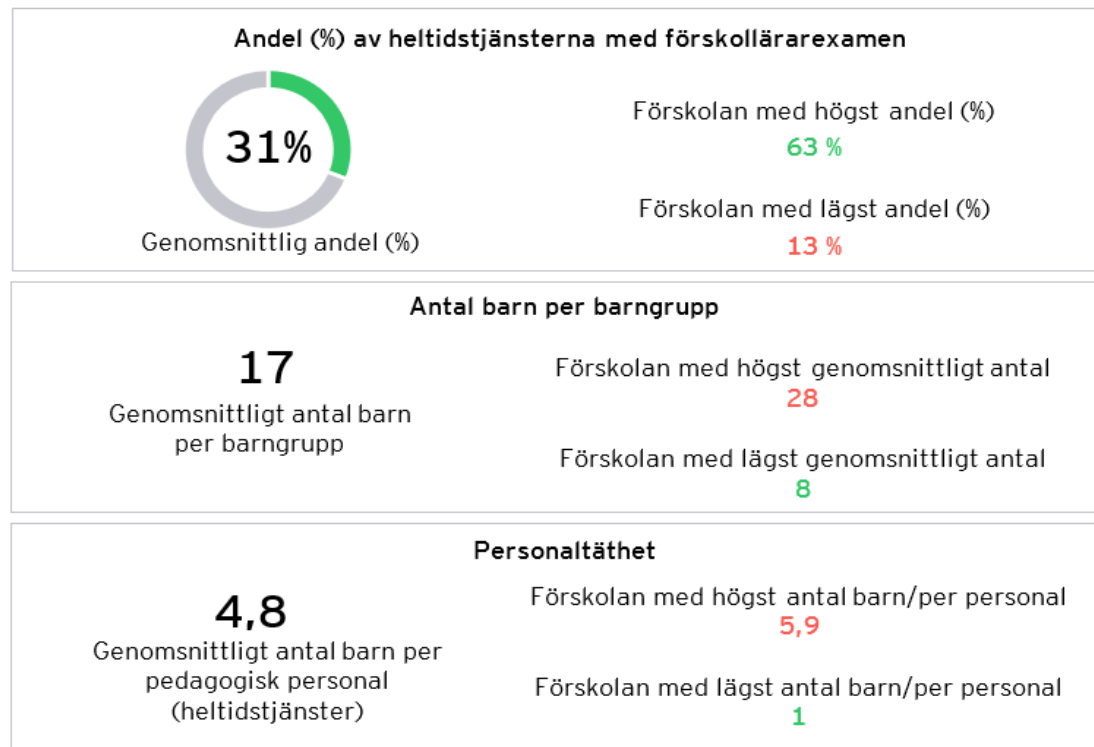 Andel (%) av heltidstjänsterna med förskollärarexamen
31%
Genomsnittlig andel (%)
Förskolan med högst andel (%)
63 %
Förskolan med lägst andel (%)
13 %
Antal barn per barngrupp
17
Genomsnittligt antal barn
per barngrupp
Förskolan med högst genomsnittligt antal
28
Förskolan med lägst genomsnittligt antal
8
Personaltäthet
4,8
Genomsnittligt antal barn per
pedagogisk personal
(heltidstjänster)
Förskolan med högst antal barn/per personal
5,9
Förskolan med lägst antal barn/per personal
1